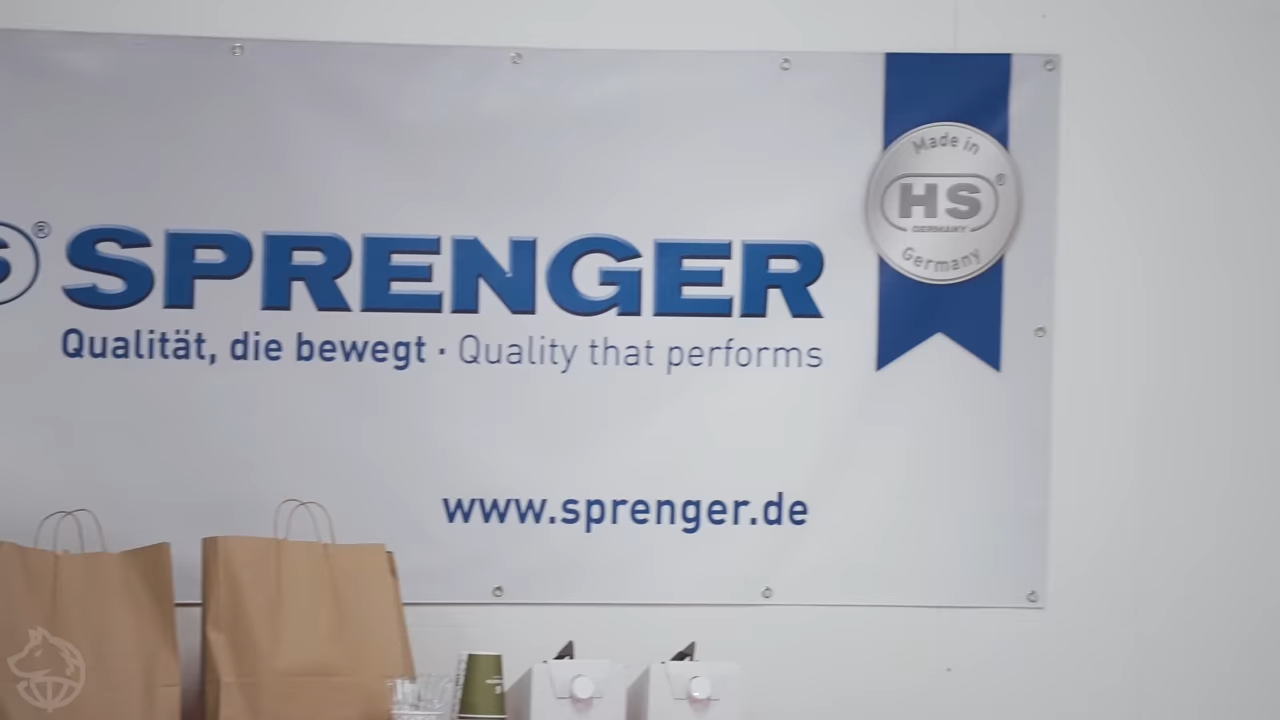 S®
SPRENGER
Qualität, die bewegt · Quality that performs
www.sprenger.de
Made in
HS®
GERMANY
Germany